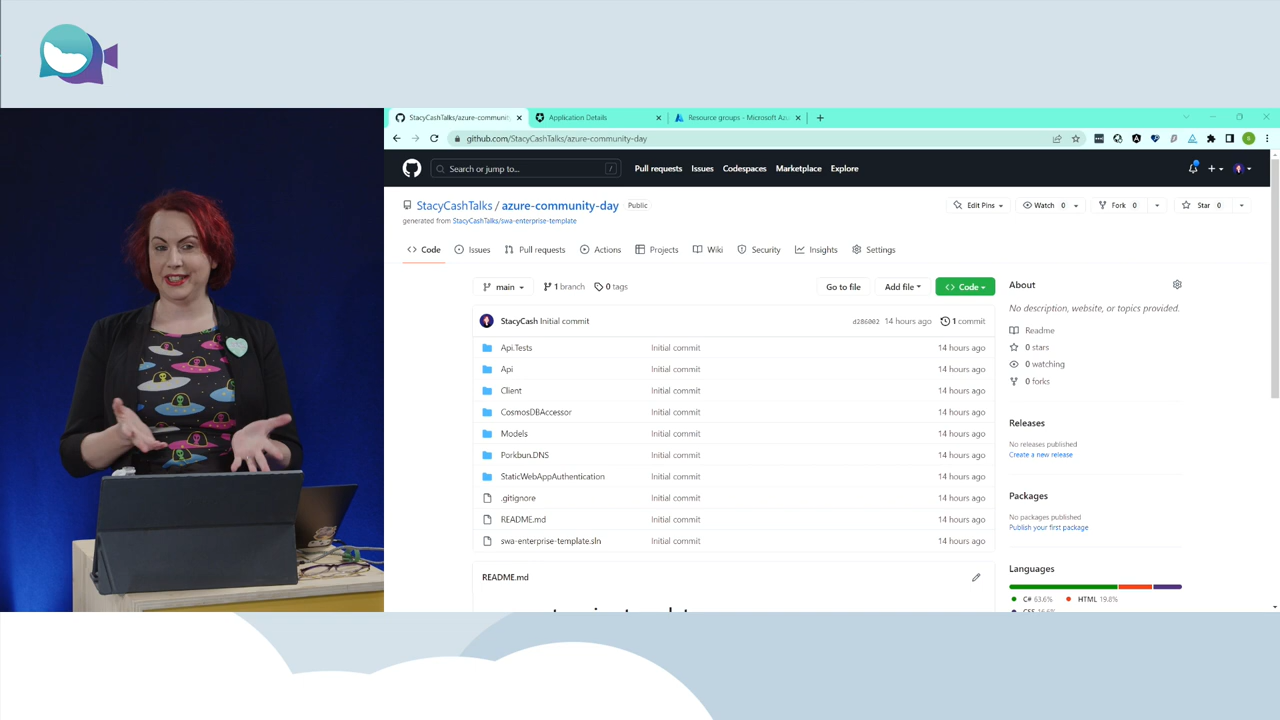 StacyCashTalks/azure-communit
Application Details
Resource groups - Microsoft Az
github.com/StacyCashTalks/azure-community-day
Search or jump to...
/
Pull requests
Issues
Codespaces
Marketplace
Explore
StacyCashTalks / azure-community-day
Public
generated from StacyCashTalks/swa-enterprise-template
Edit Pins
Watch 0
Fork 0
Star 0
Code
Issues
Pull requests
Actions
Projects
Wiki
Security
Insights
Settings
main
1 branch
0 tags
Go to file
Add file
Code
StacyCash Initial commit
d286002 14 hours ago
1 commit
Api.Tests Initial commit 14 hours ago
Api Initial commit 14 hours ago
Client Initial commit 14 hours ago
CosmosDBAccessor Initial commit 14 hours ago
Models Initial commit 14 hours ago
Porkbun.DNS Initial commit 14 hours ago
StaticWebAppAuthentication Initial commit 14 hours ago
.gitignore Initial commit 14 hours ago
README.md Initial commit 14 hours ago
swa-enterprise-template.sln Initial commit 14 hours ago
README.md
About
No description, website, or topics provided.
Readme
0 stars
0 watching
0 forks
Releases
No releases published
Create a new release
Packages
No packages published
Publish your first package
Languages
C# 63.6%
HTML 19.8%